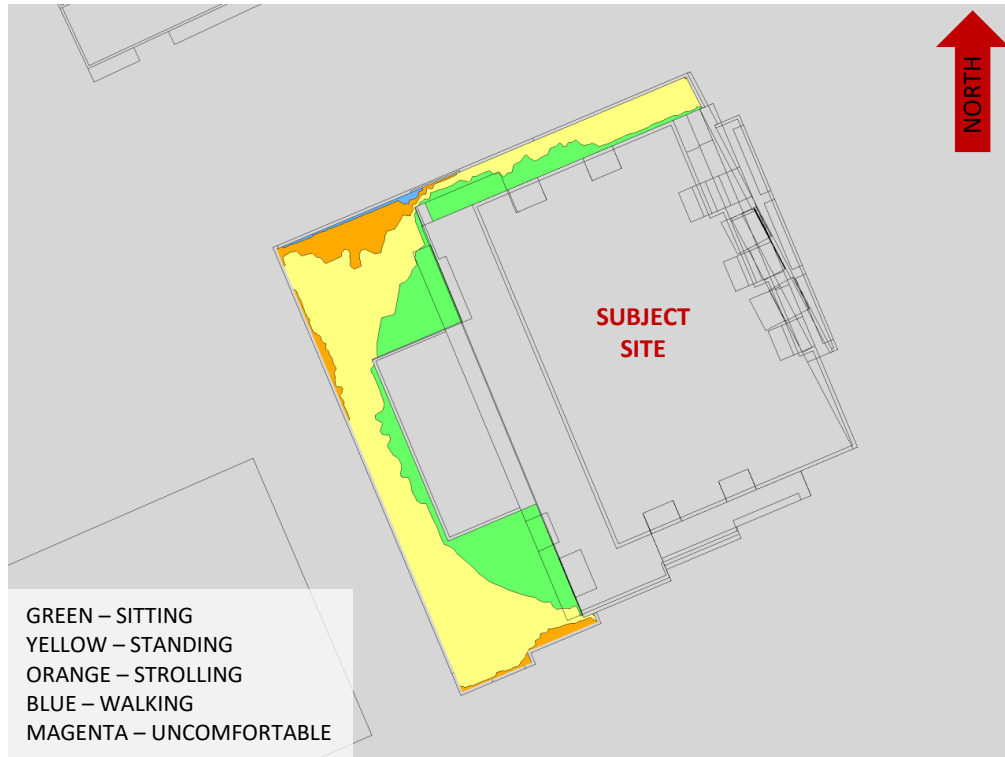 NORTH
SUBJECT
SITE
GREEN – SITTING
YELLOW – STANDING
ORANGE – STROLLING
BLUE – WALKING
MAGENTA – UNCOMFORTABLE